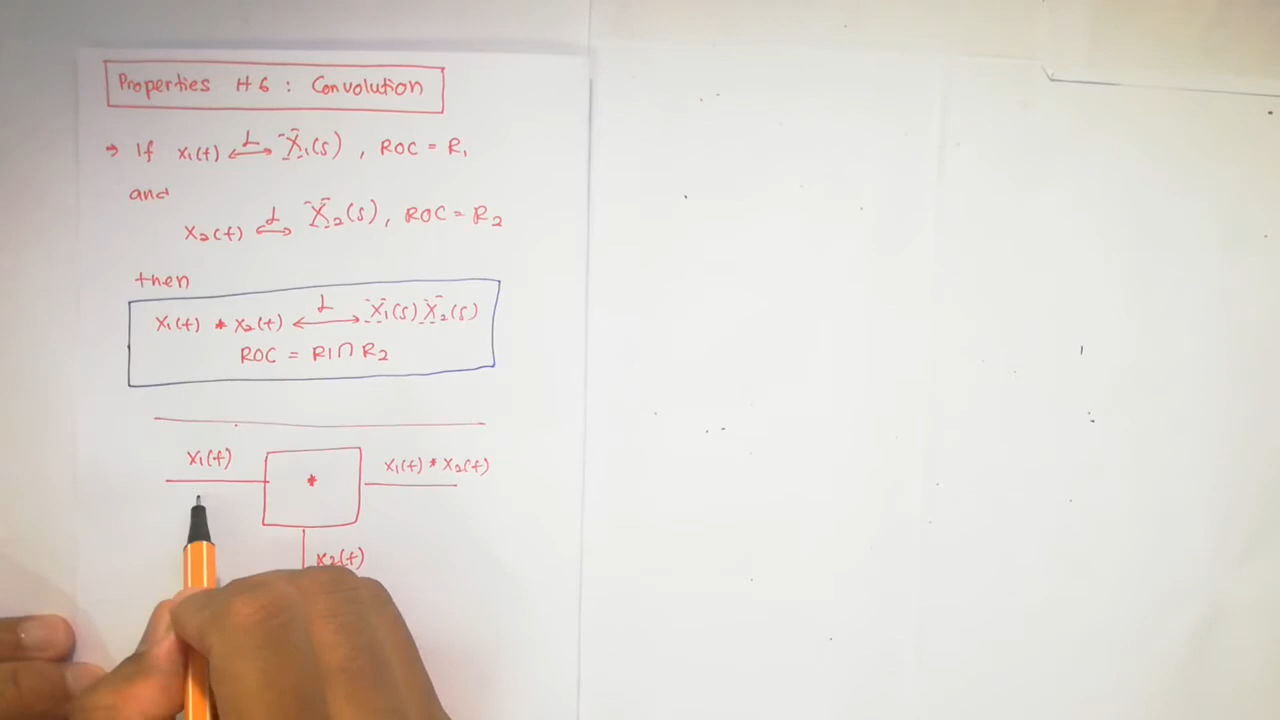 Properties #6 : Convolution
→ If x₁(t) ⟷ X₁(s) , ROC = R₁
L
and
x₂(t) ⟷ X₂(s), ROC = R₂
L
then
x₁(t) * x₂(t) ⟷ X₁(s) X₂(s)
L
ROC = R1 ∩ R₂
x₁(t)
*
x₁(t) * x₂(t)
x₂(t)